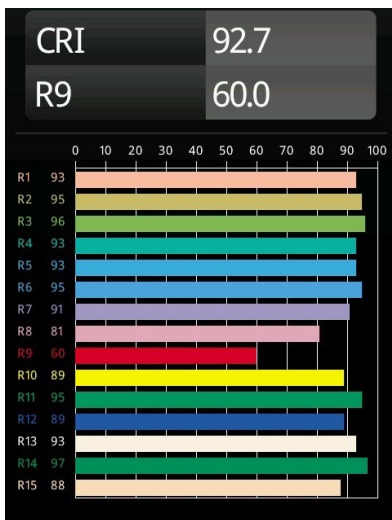 CRI 92.7
R9 60.0
0 10 20 30 40 50 60 70 80 90 100
R1 93
R2 95
R3 96
R4 93
R5 93
R6 95
R7 91
R8 81
R9 60
R10 89
R11 95
R12 89
R13 93
R14 97
R15 88